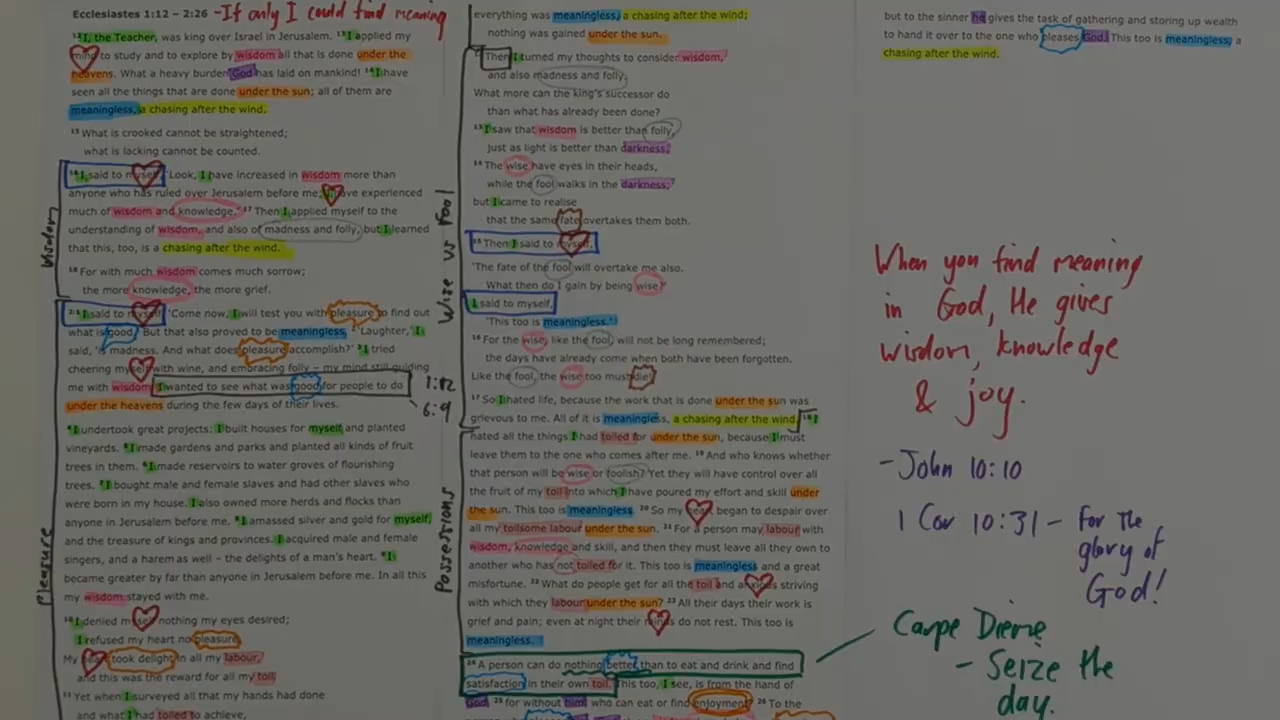 Ecclesiastes 1:12 – 2:26 -If only I could find meaning
12 I, the Teacher, was king over Israel in Jerusalem. 13 I applied my
mind to study and to explore by wisdom all that is done under the
heavens. What a heavy burden God has laid on mankind! 14 I have
seen all the things that are done under the sun; all of them are
meaningless, a chasing after the wind.
15 What is crooked cannot be straightened;
what is lacking cannot be counted.
Wisdom
16 I said to myself, 'Look, I have increased in wisdom more than
anyone who has ruled over Jerusalem before me; I have experienced
much of wisdom and knowledge.' 17 Then I applied myself to the
understanding of wisdom, and also of madness and folly, but I learned
that this, too, is a chasing after the wind.
18 For with much wisdom comes much sorrow;
the more knowledge, the more grief.
Pleasure
2:1 I said to myself, 'Come now, I will test you with pleasure to find out
what is good.' But that also proved to be meaningless. 2 'Laughter,' I
said, 'is madness. And what does pleasure accomplish?' 3 I tried
cheering myself with wine, and embracing folly – my mind still guiding
me with wisdom. I wanted to see what was good for people to do
under the heavens during the few days of their lives.
1:12
6:9
4 I undertook great projects: I built houses for myself and planted
vineyards. 5 I made gardens and parks and planted all kinds of fruit
trees in them. 6 I made reservoirs to water groves of flourishing
trees. 7 I bought male and female slaves and had other slaves who
were born in my house. I also owned more herds and flocks than
anyone in Jerusalem before me. 8 I amassed silver and gold for myself,
and the treasure of kings and provinces. I acquired male and female
singers, and a harem as well – the delights of a man's heart. 9 I
became greater by far than anyone in Jerusalem before me. In all this
my wisdom stayed with me.
10 I denied myself nothing my eyes desired;
I refused my heart no pleasure.
My heart took delight in all my labour,
and this was the reward for all my toil.
11 Yet when I surveyed all that my hands had done
and what I had toiled to achieve,
everything was meaningless, a chasing after the wind;
nothing was gained under the sun.
Wise vs Fool
Then I turned my thoughts to consider wisdom,
and also madness and folly.
What more can the king's successor do
than what has already been done?
13 I saw that wisdom is better than folly,
just as light is better than darkness.
14 The wise have eyes in their heads,
while the fool walks in the darkness;
but I came to realise
that the same fate overtakes them both.
15 Then I said to myself,
'The fate of the fool will overtake me also.
What then do I gain by being wise?'
I said to myself,
'This too is meaningless.'
16 For the wise, like the fool, will not be long remembered;
the days have already come when both have been forgotten.
Like the fool, the wise too must die!
17 So I hated life, because the work that is done under the sun was
grievous to me. All of it is meaningless, a chasing after the wind. 18 I
Possessions
hated all the things I had toiled for under the sun, because I must
leave them to the one who comes after me. 19 And who knows whether
that person will be wise or foolish? Yet they will have control over all
the fruit of my toil into which I have poured my effort and skill under
the sun. This too is meaningless. 20 So my heart began to despair over
all my toilsome labour under the sun. 21 For a person may labour with
wisdom, knowledge and skill, and then they must leave all they own to
another who has not toiled for it. This too is meaningless and a great
misfortune. 22 What do people get for all the toil and anxious striving
with which they labour under the sun? 23 All their days their work is
grief and pain; even at night their minds do not rest. This too is
meaningless.
24 A person can do nothing better than to eat and drink and find
satisfaction in their own toil. This too, I see, is from the hand of
God, 25 for without him, who can eat or find enjoyment? 26 To the
but to the sinner he gives the task of gathering and storing up wealth
to hand it over to the one who pleases God. This too is meaningless, a
chasing after the wind.
When you find meaning
in God, He gives
wisdom, knowledge
& joy.
-John 10:10
1 Cor 10:31 - For the
glory of
God!
Carpe Dieme
- Seize the
day.